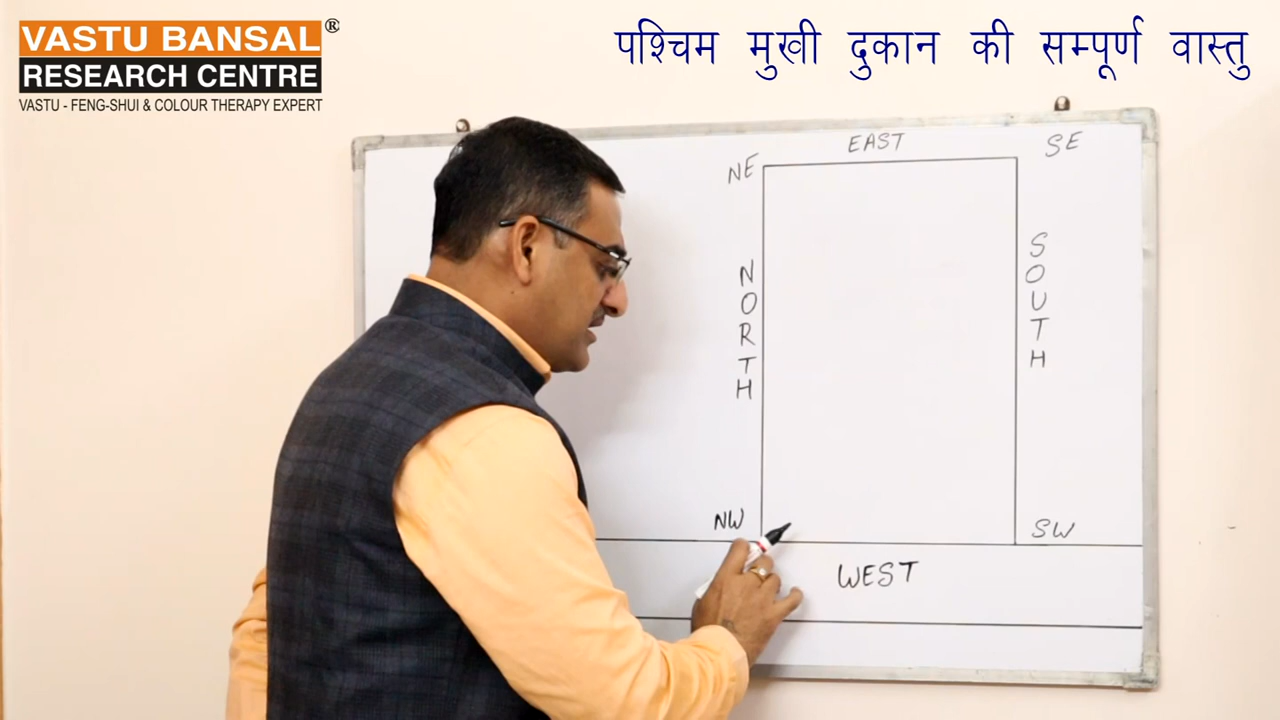 VASTU BANSAL ®
RESEARCH CENTRE
VASTU - FENG-SHUI & COLOUR THERAPY EXPERT
पश्चिम मुखी दुकान की सम्पूर्ण वास्तु
EAST
SE
NE
NORTH
SOUTH
NW
SW
WEST